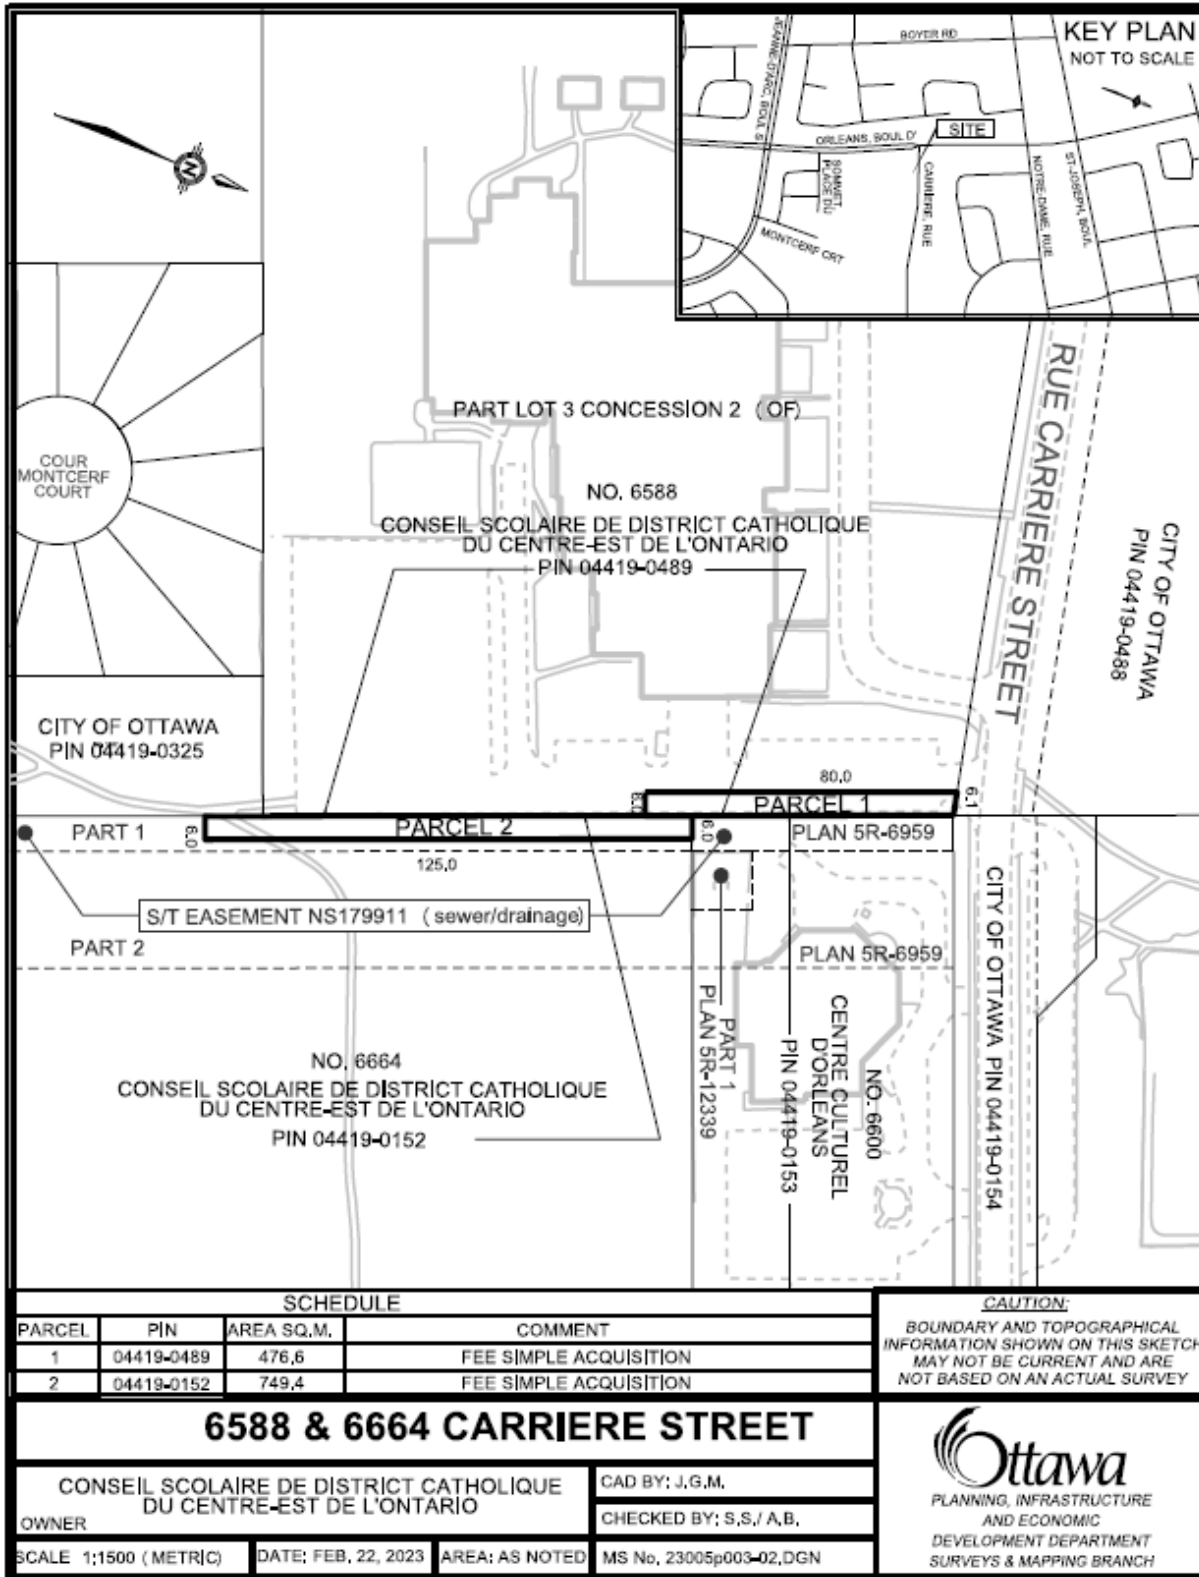 KEY PLAN
NOT TO SCALE
BOYER RD
JEANNE-D'ARC, BOUL S
ORLEANS, BOUL D'
SITE
SOMMET,
PLACE DU
CARRIERE, RUE
NOTRE-DAME, RUE
ST-JOSEPH, BOUL
MONTCERF CRT
N
COUR
MONTCERF
COURT
PART LOT 3 CONCESSION 2 (OF)
NO. 6588
CONSEIL SCOLAIRE DE DISTRICT CATHOLIQUE
DU CENTRE-EST DE L'ONTARIO
PIN 04419-0489
RUE CARRIERE STREET
CITY OF OTTAWA
PIN 04419-0488
CITY OF OTTAWA
PIN 04419-0325
80.0
6.0
PARCEL 1
6.1
PART 1
6.0
PARCEL 2
6.0
PLAN 5R-6959
125.0
S/T EASEMENT NS179911 (sewer/drainage)
PART 2
PLAN 5R-6959
PART 1
PLAN 5R-12339
NO. 6600
CENTRE CULTUREL
D'ORLEANS
PIN 04419-0153
CITY OF OTTAWA PIN 04419-0154
NO. 6664
CONSEIL SCOLAIRE DE DISTRICT CATHOLIQUE
DU CENTRE-EST DE L'ONTARIO
PIN 04419-0152
SCHEDULE
PARCEL PIN AREA SQ.M. COMMENT
1 04419-0489 476.6 FEE SIMPLE ACQUISITION
2 04419-0152 749.4 FEE SIMPLE ACQUISITION
CAUTION:
BOUNDARY AND TOPOGRAPHICAL
INFORMATION SHOWN ON THIS SKETCH
MAY NOT BE CURRENT AND ARE
NOT BASED ON AN ACTUAL SURVEY
6588 & 6664 CARRIERE STREET
CONSEIL SCOLAIRE DE DISTRICT CATHOLIQUE
DU CENTRE-EST DE L'ONTARIO
OWNER
CAD BY: J.G.M.
CHECKED BY: S.S./ A.B.
SCALE 1:1500 (METRIC)
DATE: FEB. 22, 2023
AREA: AS NOTED
MS No. 23005p003-02.DGN
Ottawa
PLANNING, INFRASTRUCTURE
AND ECONOMIC
DEVELOPMENT DEPARTMENT
SURVEYS & MAPPING BRANCH